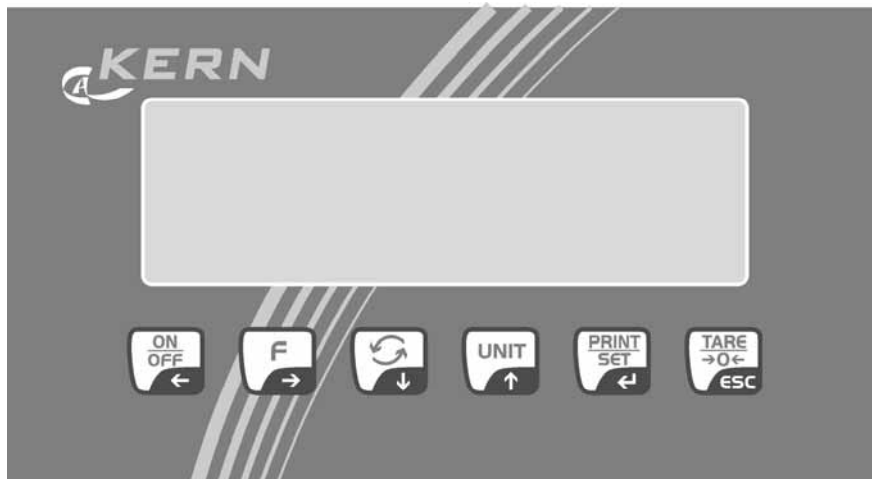 KERN
ON
OFF
←
F
→
↓
UNIT
↑
PRINT
SET
↵
TARE
→0←
ESC